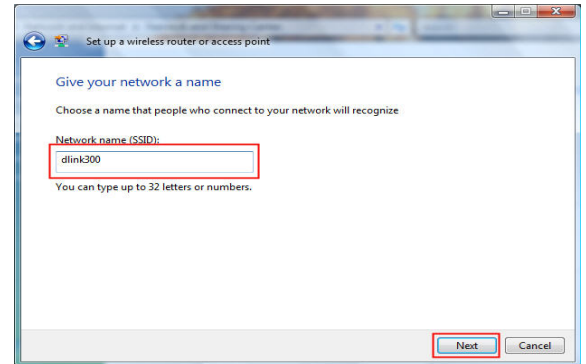 Set up a wireless router or access point
Give your network a name
Choose a name that people who connect to your network will recognize
Network name (SSID):
dlink300
You can type up to 32 letters or numbers.
Next
Cancel